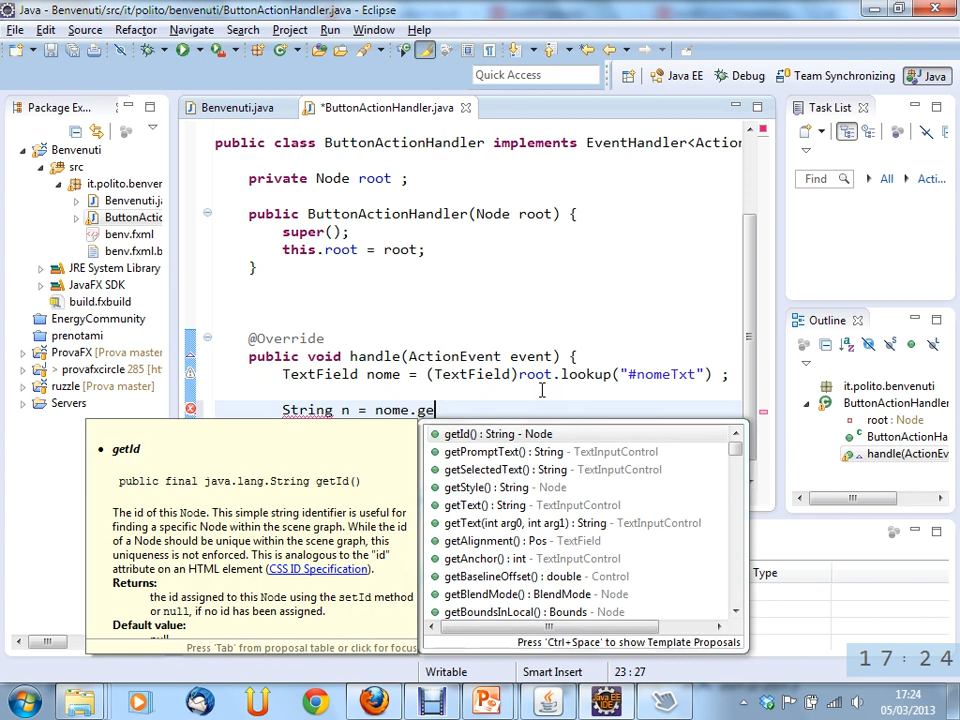 Java - Benvenuti/src/it/polito/benvenuti/ButtonActionHandler.java - Eclipse
File Edit Source Refactor Navigate Search Project Run Window Help
Quick Access
Java EE Debug Team Synchronizing Java
Package Ex...
Benvenuti
src
it.polito.benver
Benvenuti.ja
ButtonActic
benv.fxml
benv.fxml.b
JRE System Library
JavaFX SDK
build.fxbuild
EnergyCommunity
prenotami
ProvaFX [Prova master
> provafxcircle 285 [tech
ruzzle [Prova master]
Servers
Benvenuti.java *ButtonActionHandler.java
public class ButtonActionHandler implements EventHandler<Action
private Node root ;
public ButtonActionHandler(Node root) {
super();
this.root = root;
}
@Override
public void handle(ActionEvent event) {
TextField nome = (TextField)root.lookup("#nomeTxt") ;
String n = nome.ge
getId
public final java.lang.String getId()
The id of this Node. This simple string identifier is useful for
finding a specific Node within the scene graph. While the id
of a Node should be unique within the scene graph, this
uniqueness is not enforced. This is analogous to the "id"
attribute on an HTML element (CSS ID Specification).
Returns:
the id assigned to this Node using the setId method
or null, if no id has been assigned.
Default value:
Press 'Tab' from proposal table or click for focus
getId() : String - Node
getPromptText() : String - TextInputControl
getSelectedText() : String - TextInputControl
getStyle() : String - Node
getText() : String - TextInputControl
getText(int arg0, int arg1) : String - TextInputControl
getAlignment() : Pos - TextField
getAnchor() : int - TextInputControl
getBaselineOffset() : double - Control
getBlendMode() : BlendMode - Node
getBoundsInLocal() : Bounds - Node
Press 'Ctrl+Space' to show Template Proposals
Task List
Find All Acti...
Outline
it.polito.benvenuti
ButtonActionHandler
root : Node
ButtonActionHa
handle(ActionEv
Type
Writable Smart Insert 23 : 27
17:24
17:24
05/03/2013